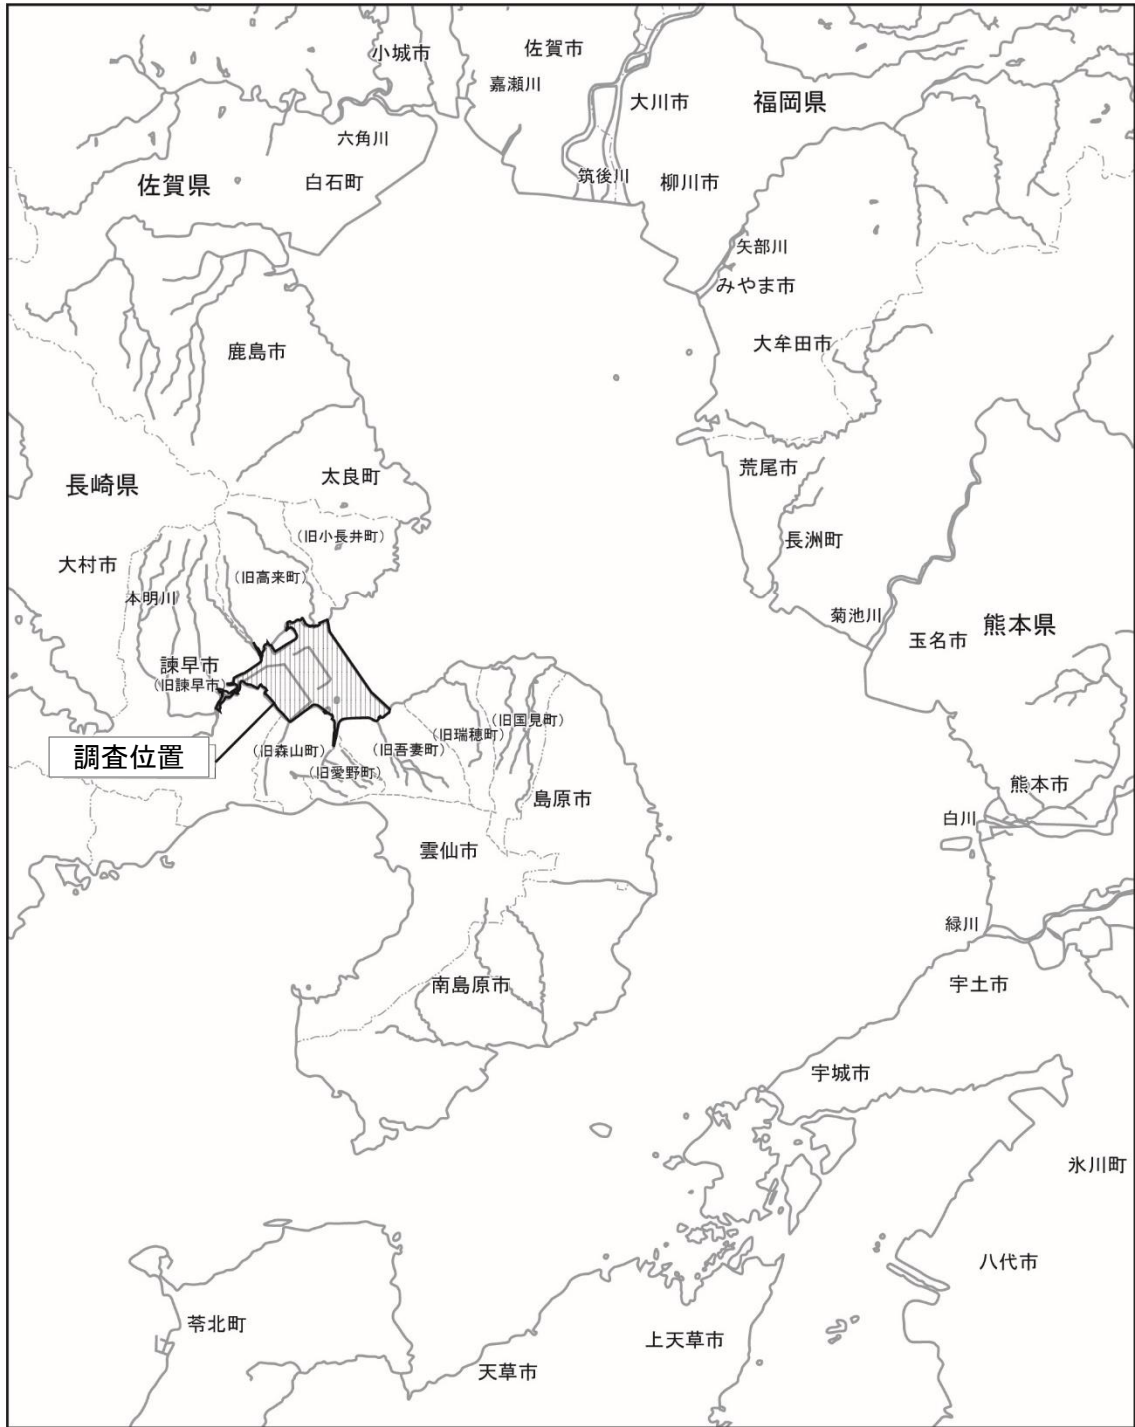 小城市
佐賀市
嘉瀬川
大川市
福岡県
六角川
佐賀県
白石町
筑後川
柳川市
矢部川
みやま市
大牟田市
鹿島市
荒尾市
太良町
長崎県
(旧小長井町)
長洲町
大村市
(旧高来町)
本明川
菊池川
玉名市
熊本県
諫早市
(旧諫早市)
(旧国見町)
(旧瑞穂町)
(旧吾妻町)
(旧森山町)
調査位置
(旧愛野町)
島原市
熊本市
白川
雲仙市
緑川
南島原市
宇土市
宇城市
氷川町
八代市
苓北町
上天草市
天草市